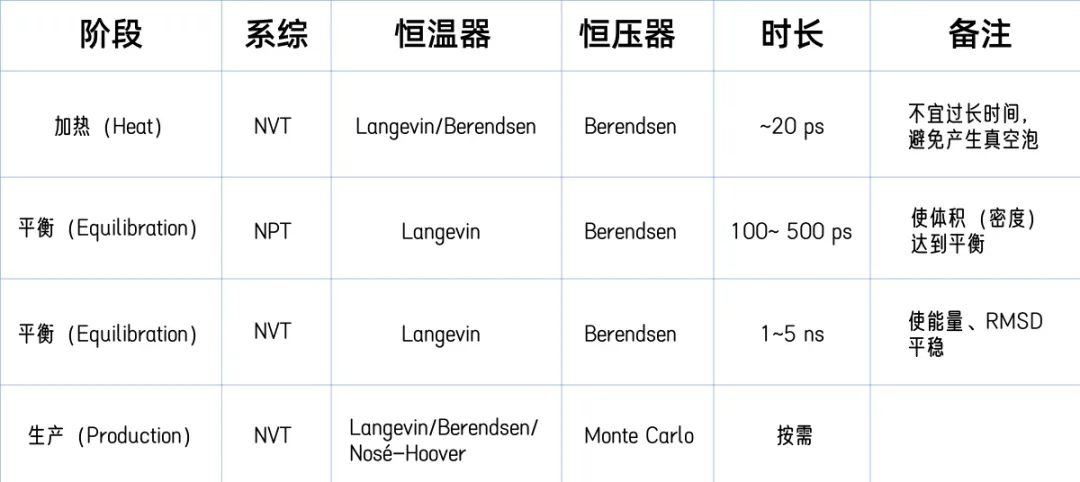 阶段 系综 恒温器 恒压器 时长 备注
加热 (Heat) NVT Langevin/Berendsen Berendsen ~20 ps 不宜过长时间,
避免产生真空泡
平衡 (Equilibration) NPT Langevin Berendsen 100~ 500 ps 使体积 (密度)
达到平衡
平衡 (Equilibration) NVT Langevin Berendsen 1~5 ns 使能量、RMSD
平稳
生产 (Production) NVT Langevin/Berendsen/
Nosé-Hoover Monte Carlo 按需